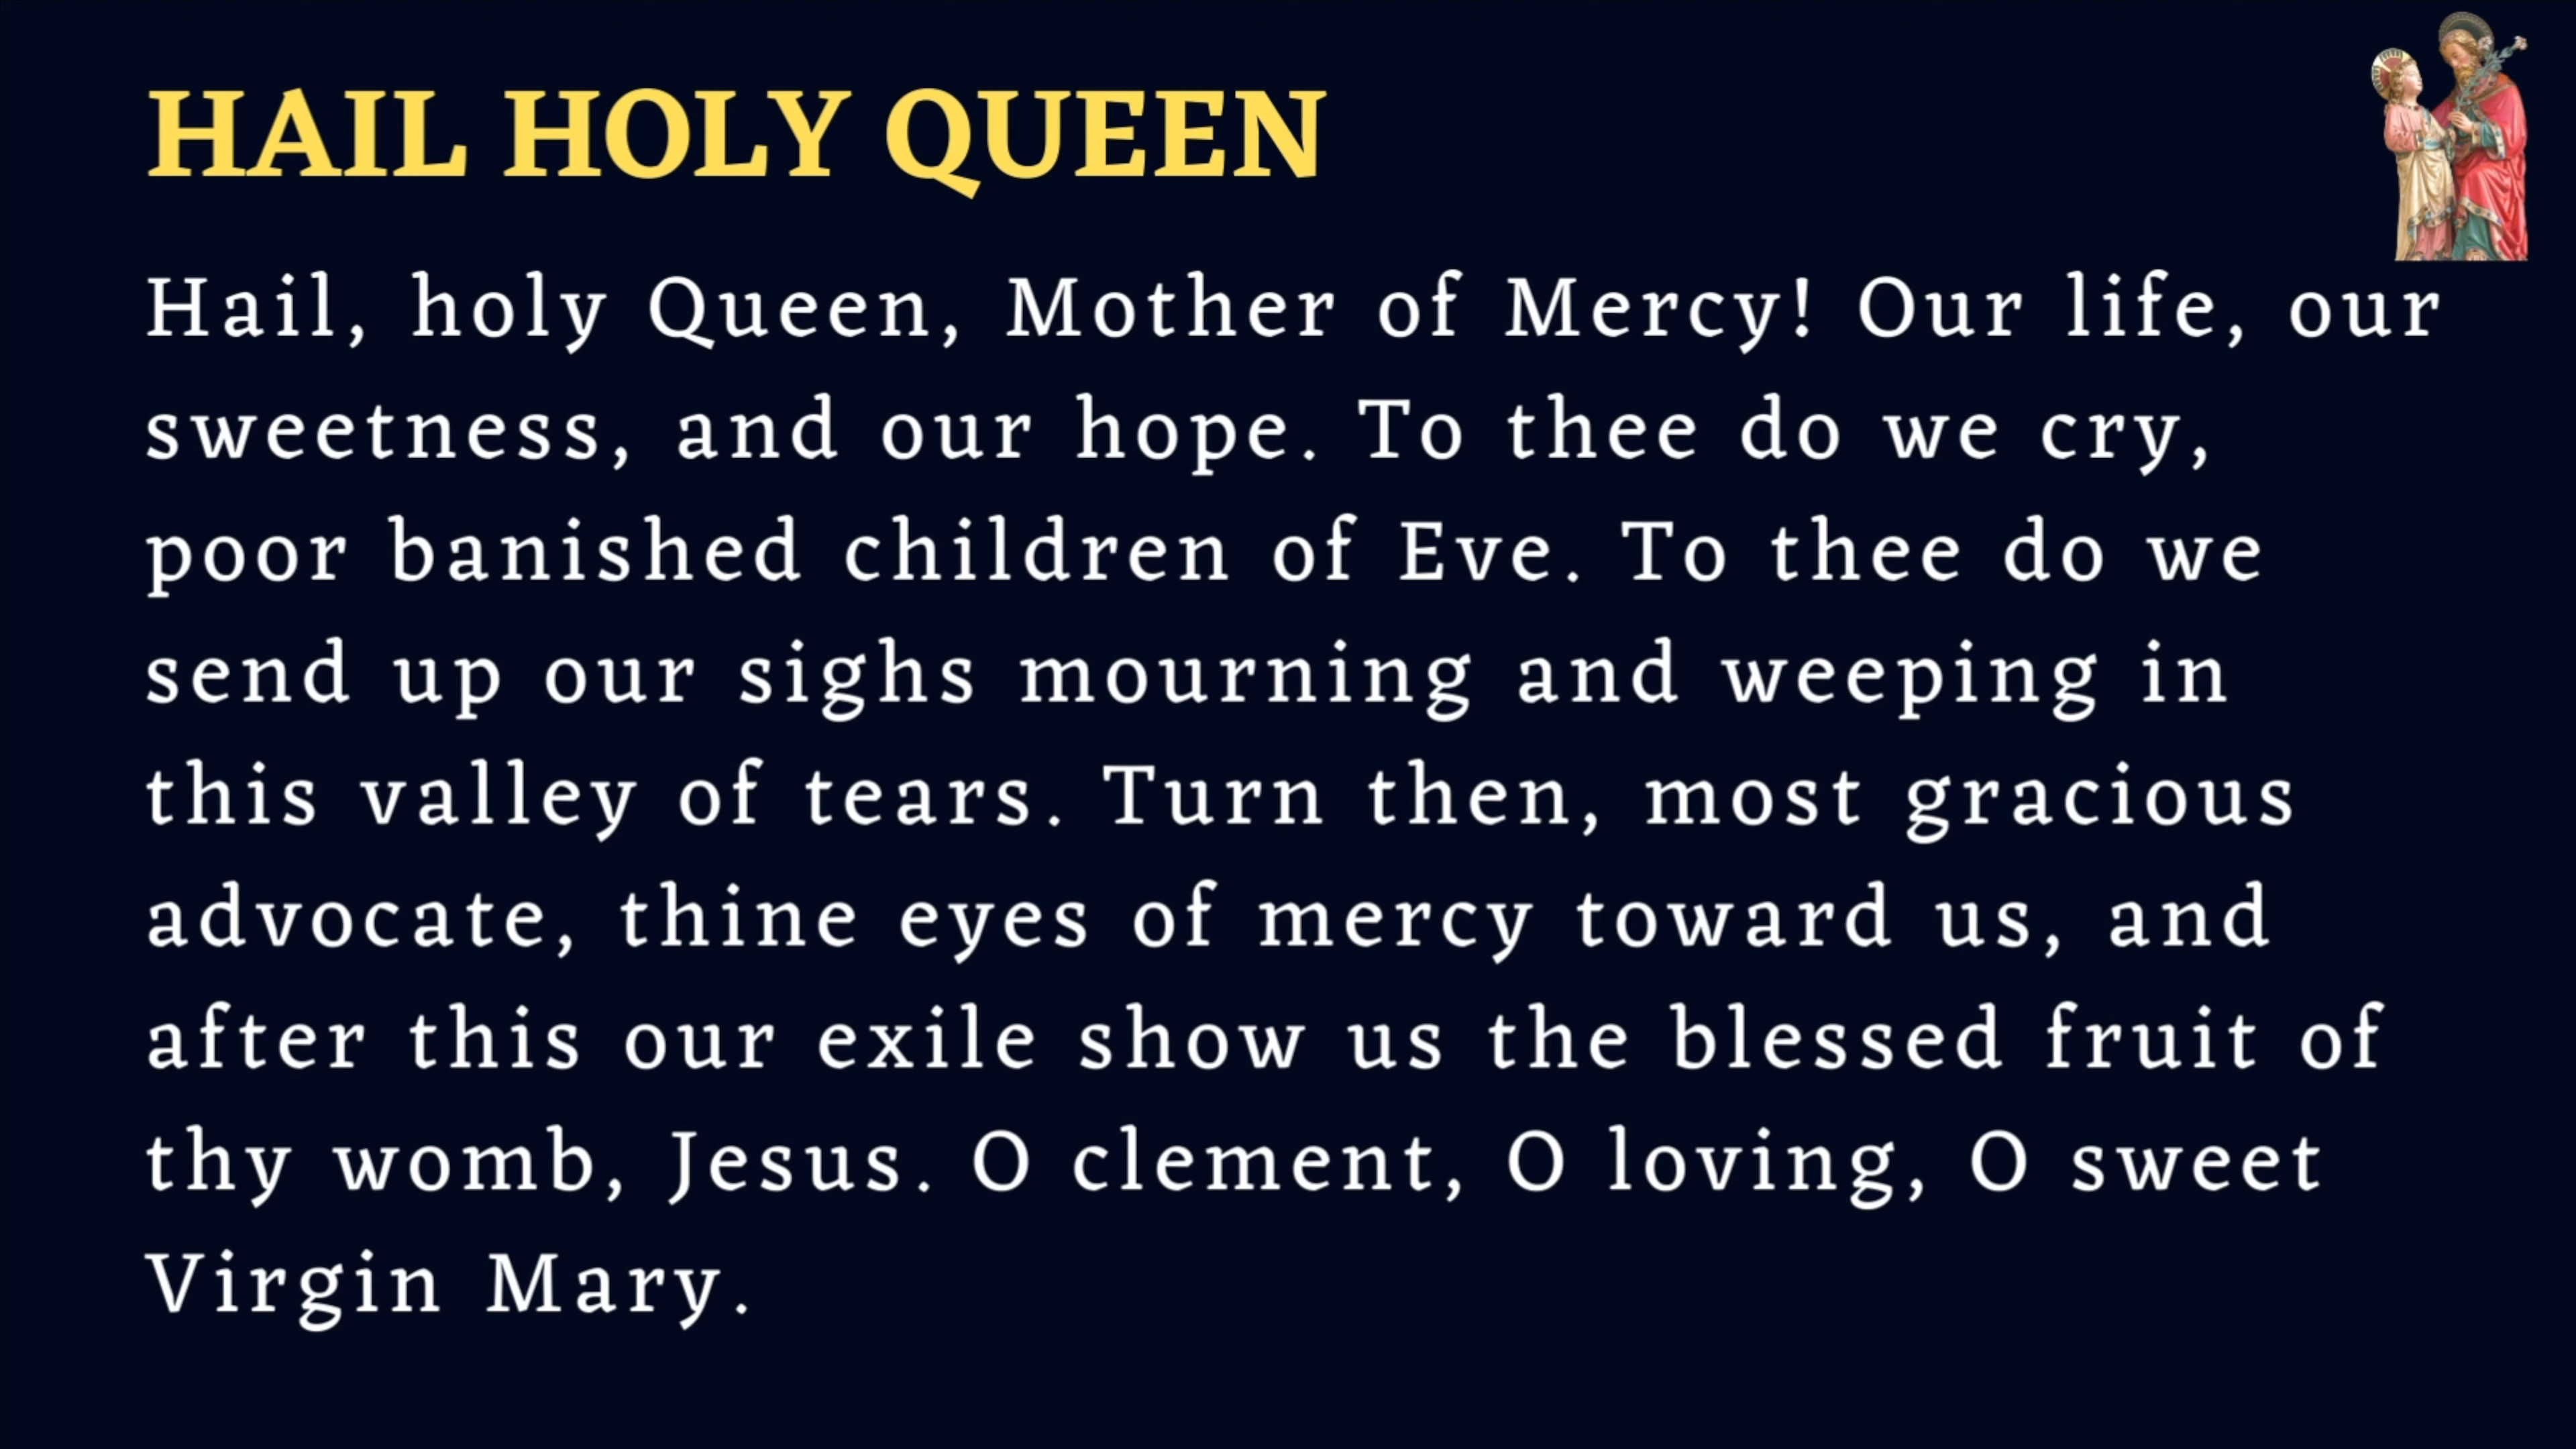 HAIL HOLY QUEEN
Hail, holy Queen, Mother of Mercy! Our life, our
sweetness, and our hope. To thee do we cry,
poor banished children of Eve. To thee do we
send up our sighs mourning and weeping in
this valley of tears. Turn then, most gracious
advocate, thine eyes of mercy toward us, and
after this our exile show us the blessed fruit of
thy womb, Jesus. O clement, O loving, O sweet
Virgin Mary.